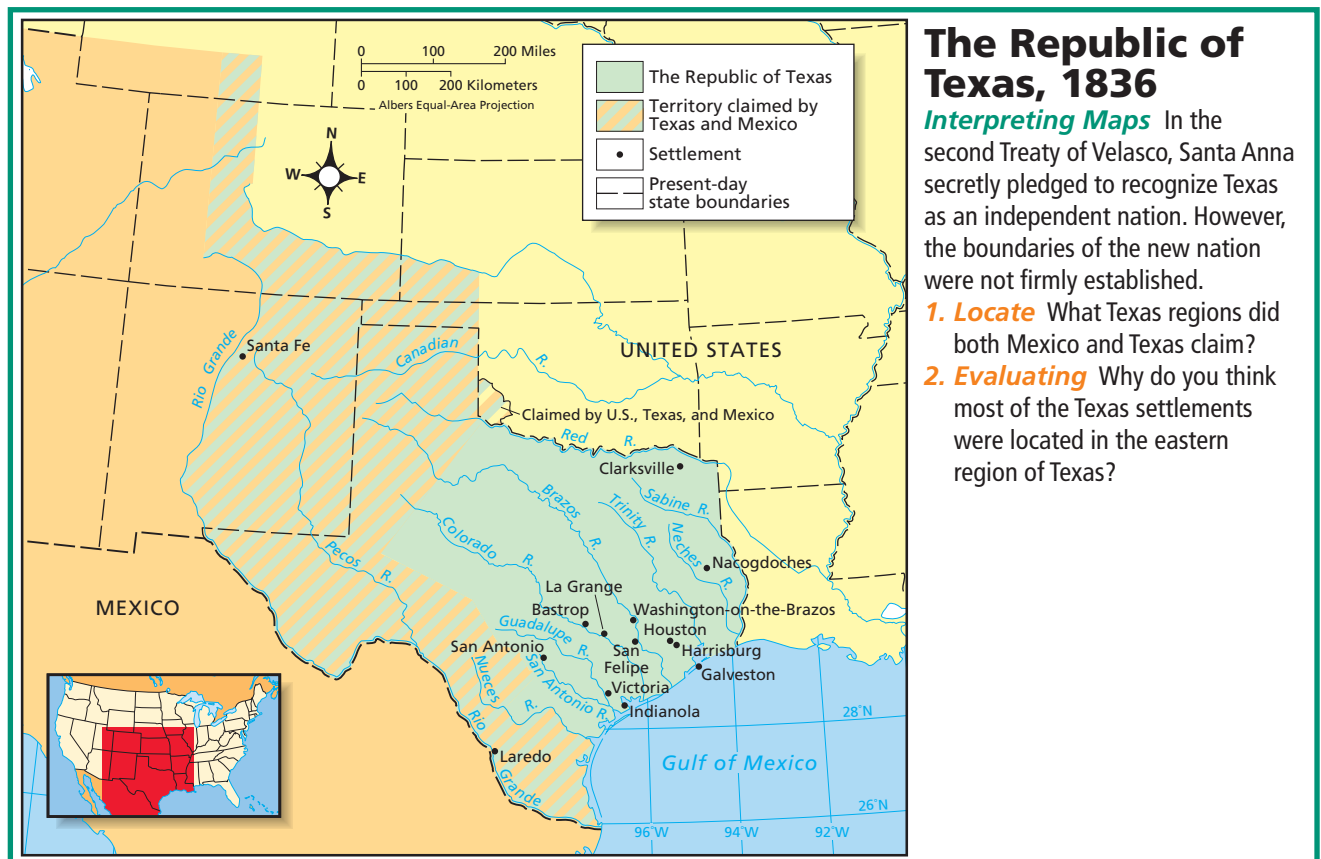 The Republic of
Texas, 1836
Interpreting Maps In the
second Treaty of Velasco, Santa Anna
secretly pledged to recognize Texas
as an independent nation. However,
the boundaries of the new nation
were not firmly established.
1. Locate What Texas regions did
both Mexico and Texas claim?
2. Evaluating Why do you think
most of the Texas settlements
were located in the eastern
region of Texas?
0 100 200 Miles
0 100 200 Kilometers
Albers Equal-Area Projection
N
W E
S
The Republic of Texas
Territory claimed by
Texas and Mexico
Settlement
Present-day
state boundaries
Rio Grande
Santa Fe
Canadian
R.
UNITED STATES
Claimed by U.S., Texas, and Mexico
Red R.
Clarksville
Sabine R.
Brazos
R.
Trinity
R.
Neches
R.
Colorado
R.
Pecos
R.
Nacogdoches
MEXICO
La Grange
Bastrop
Washington-on-the-Brazos
Guadalupe
R.
Houston
San Antonio
San
Felipe
Harrisburg
Galveston
Nueces
R.
San Antonio R.
Victoria
Indianola
Rio
Grande
Laredo
Gulf of Mexico
28°N
26°N
96°W
94°W
92°W